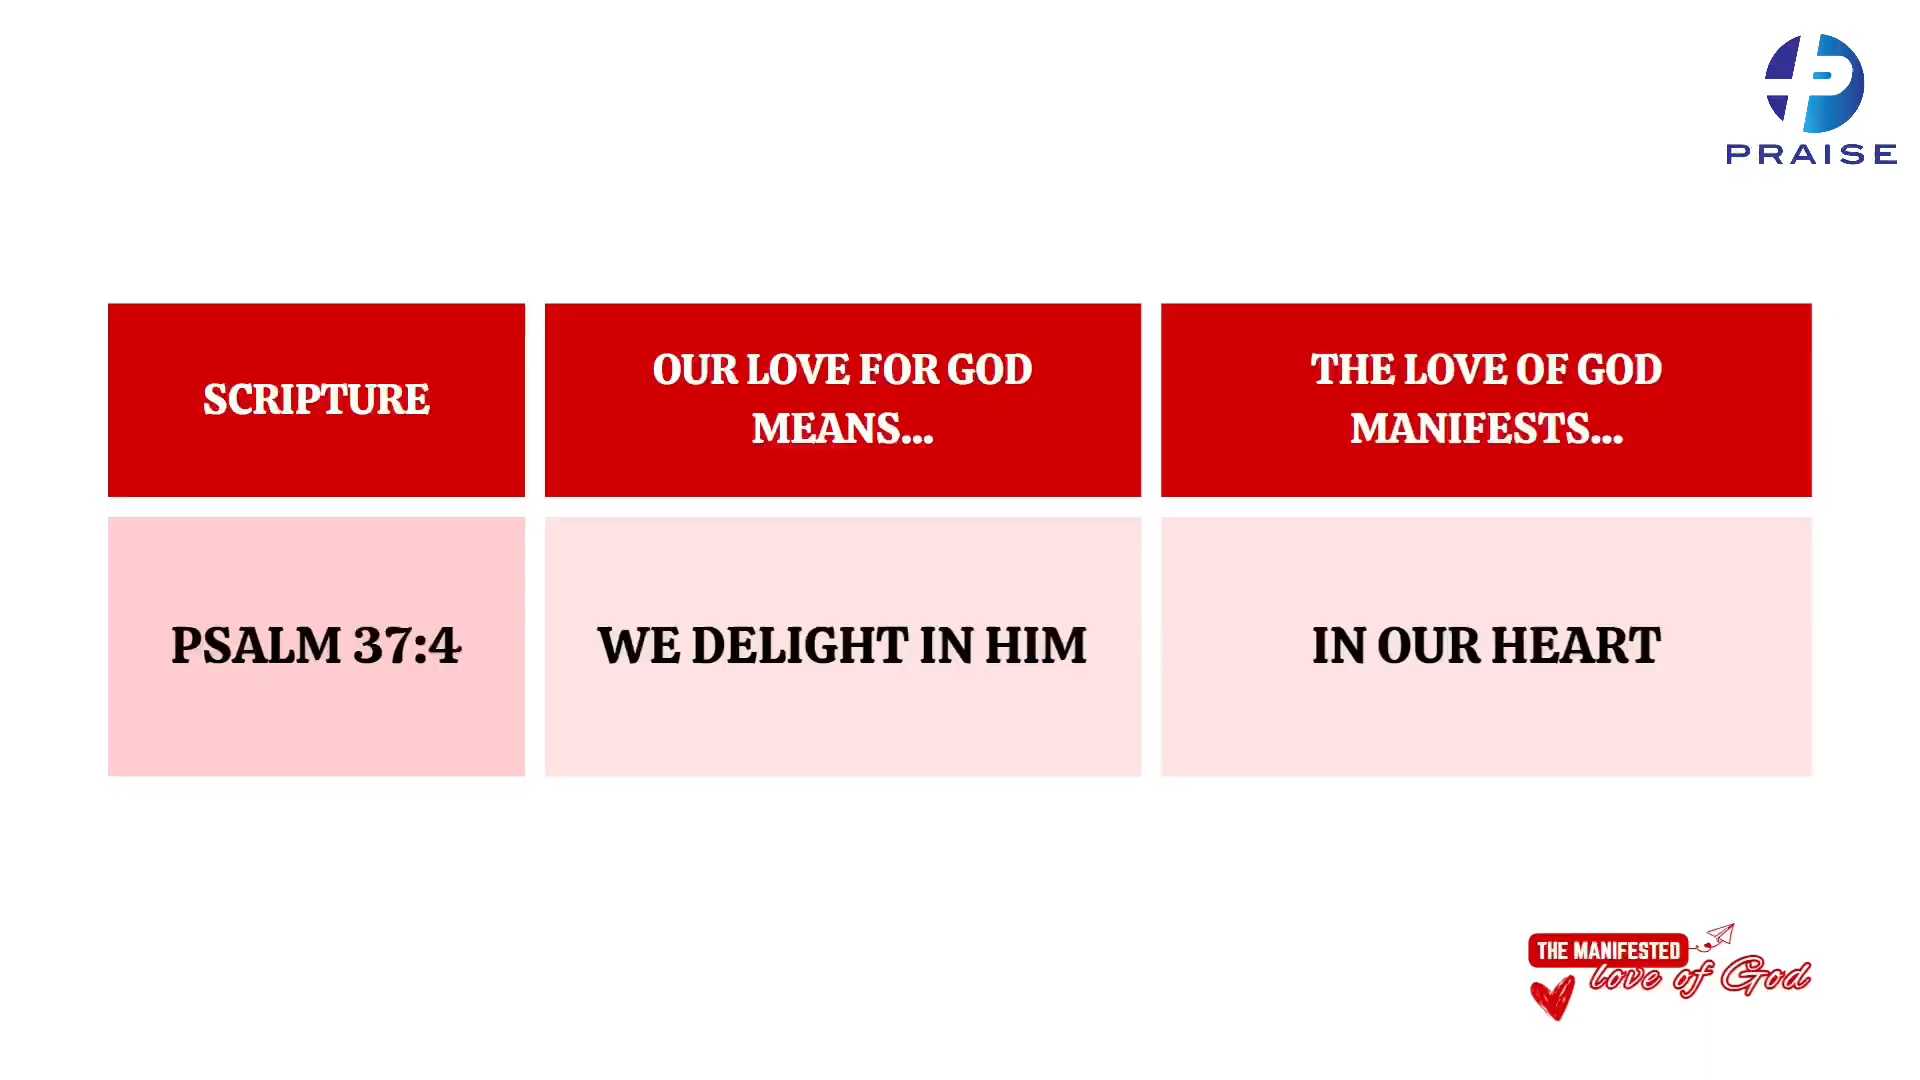 PRAISE
SCRIPTURE
OUR LOVE FOR GOD
MEANS...
THE LOVE OF GOD
MANIFESTS...
PSALM 37:4
WE DELIGHT IN HIM
IN OUR HEART
THE MANIFESTED
love of God